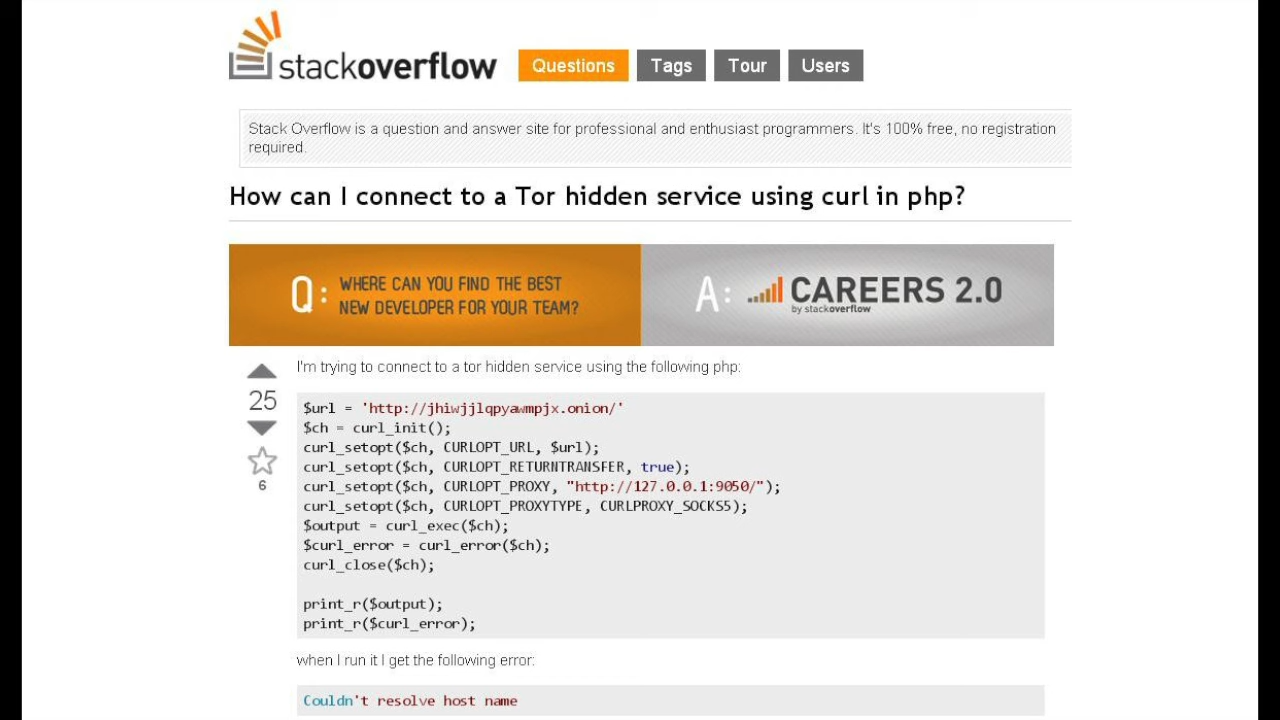 stackoverflow
Questions Tags Tour Users
Stack Overflow is a question and answer site for professional and enthusiast programmers. It's 100% free, no registration
required.
How can I connect to a Tor hidden service using curl in php?
Q: WHERE CAN YOU FIND THE BEST
NEW DEVELOPER FOR YOUR TEAM?
A: CAREERS 2.0
by stackoverflow
I'm trying to connect to a tor hidden service using the following php:
25
6
$url = 'http://jhiwjjlqpyawmpjx.onion/'
$ch = curl_init();
curl_setopt($ch, CURLOPT_URL, $url);
curl_setopt($ch, CURLOPT_RETURNTRANSFER, true);
curl_setopt($ch, CURLOPT_PROXY, "http://127.0.0.1:9050/");
curl_setopt($ch, CURLOPT_PROXYTYPE, CURLPROXY_SOCKS5);
$output = curl_exec($ch);
$curl_error = curl_error($ch);
curl_close($ch);
print_r($output);
print_r($curl_error);
when I run it I get the following error:
Couldn't resolve host name